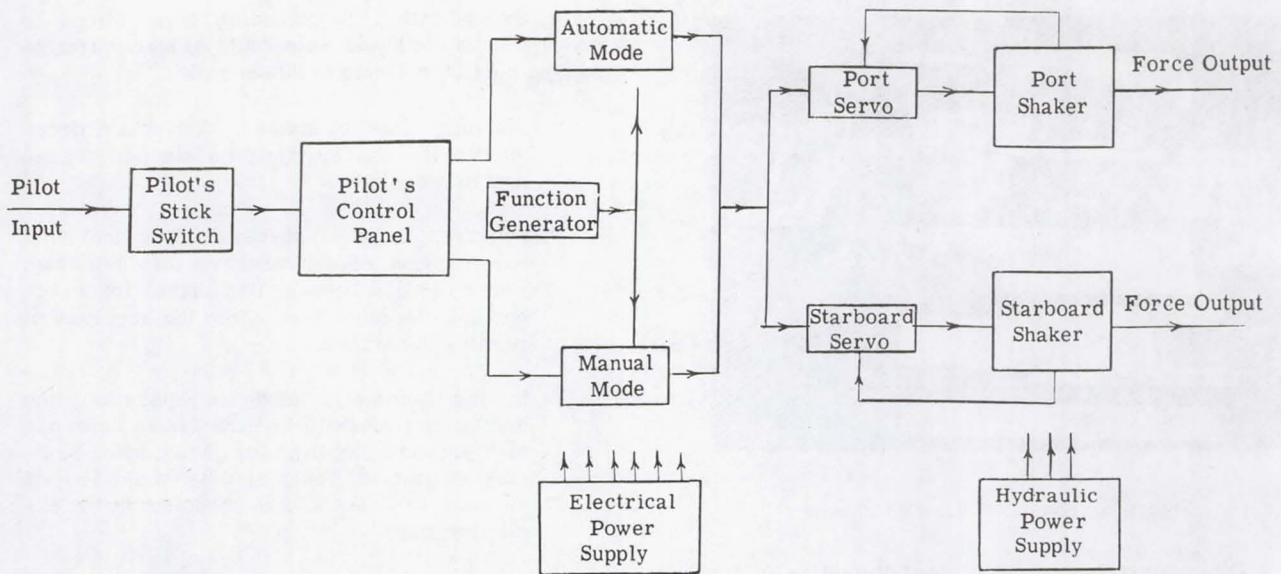 Automatic
Mode
Port
Servo
Port
Shaker
Force Output
Pilot
Input
Pilot's
Stick
Switch
Pilot's
Control
Panel
Function
Generator
Manual
Mode
Starboard
Servo
Starboard
Shaker
Force Output
Electrical
Power
Supply
Hydraulic
Power
Supply